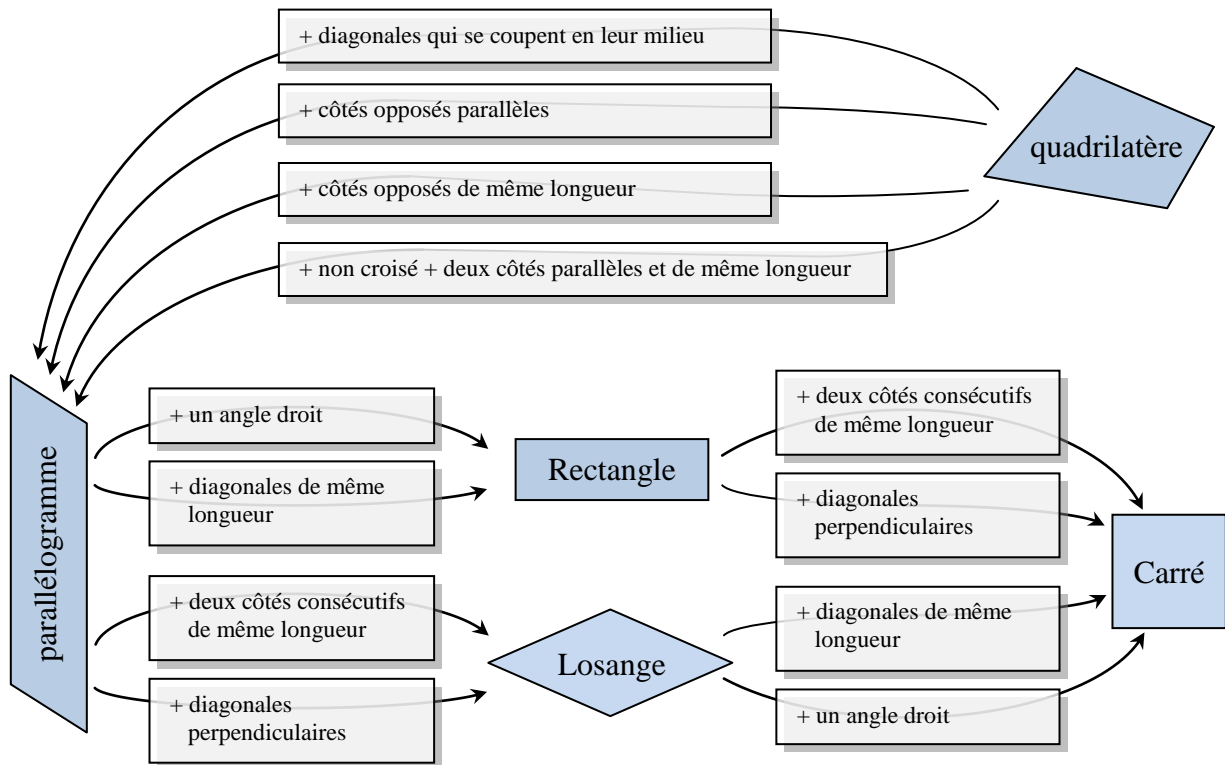 + diagonales qui se coupent en leur milieu
+ côtés opposés parallèles
quadrilatère
+ côtés opposés de même longueur
+ non croisé + deux côtés parallèles et de même longueur
parallélogramme
+ un angle droit
+ diagonales de même
longueur
Rectangle
+ deux côtés consécutifs
de même longueur
+ diagonales
perpendiculaires
+ deux côtés consécutifs
de même longueur
+ diagonales
perpendiculaires
Losange
+ diagonales de même
longueur
+ un angle droit
Carré